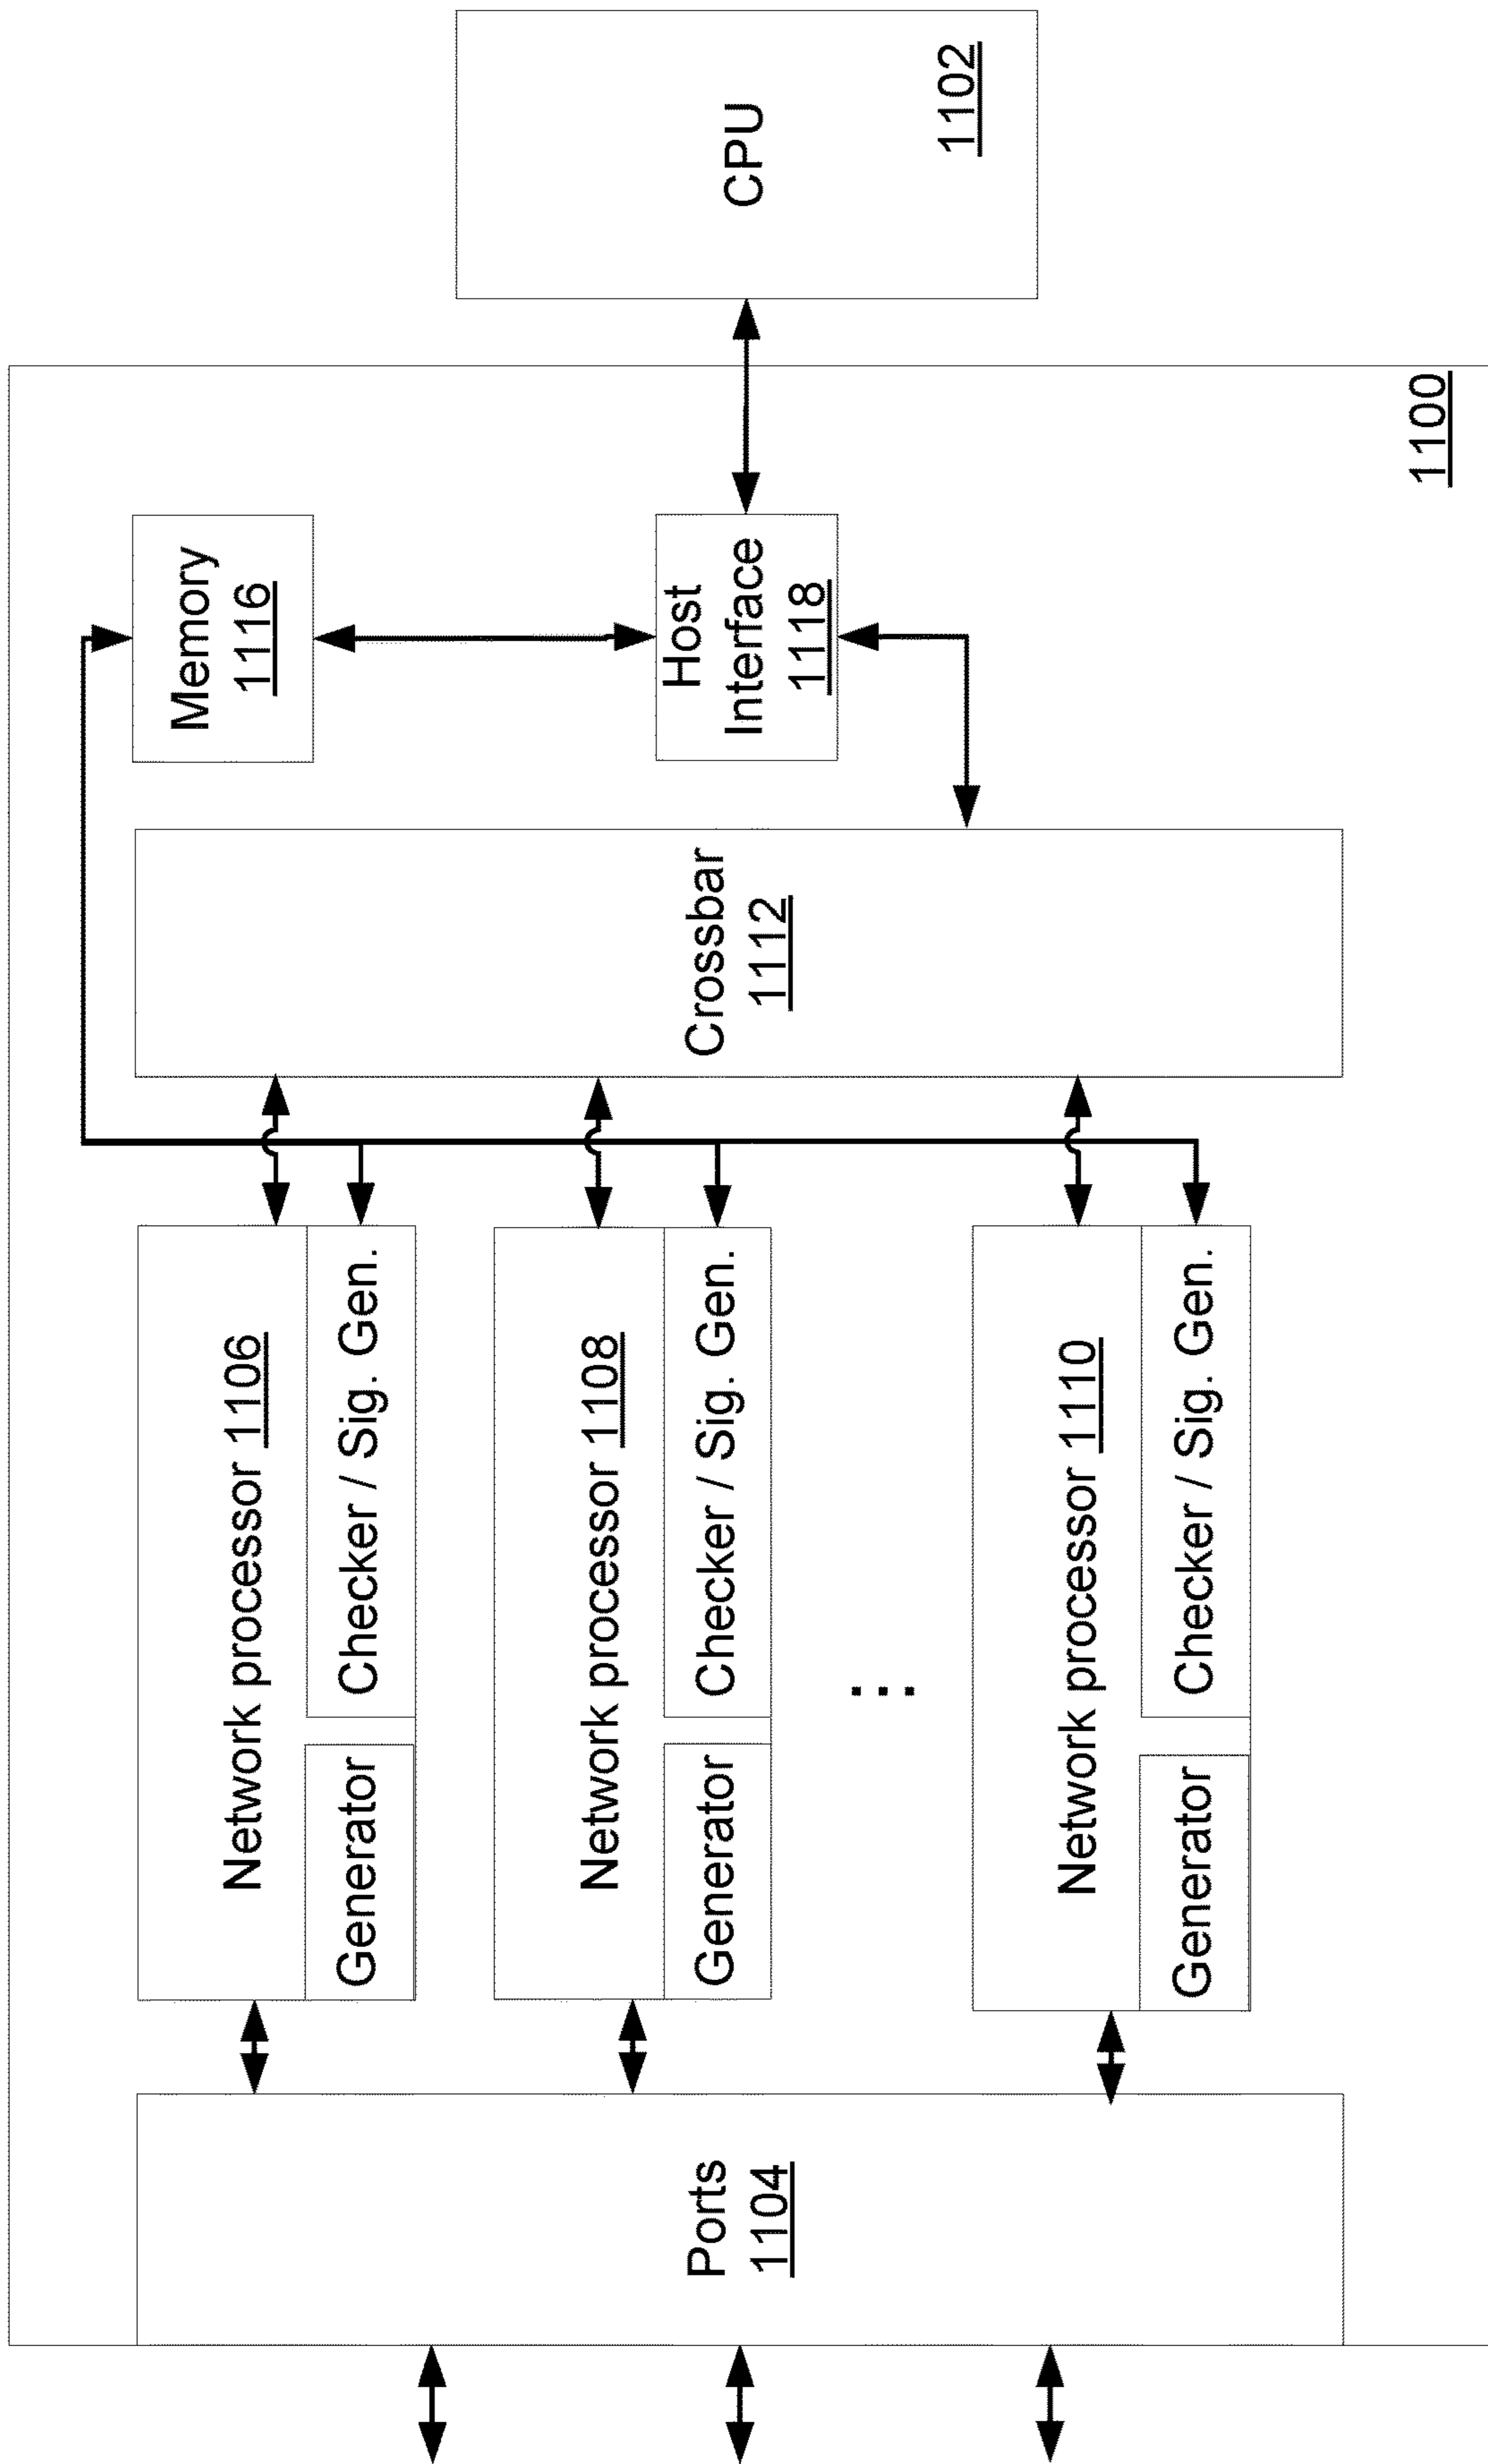 Ports
1104
Network processor 1106
Generator
Checker / Sig. Gen.
Network processor 1108
Generator
Checker / Sig. Gen.
...
Network processor 1110
Generator
Checker / Sig. Gen.
Crossbar
1112
Memory
1116
Host
Interface
1118
1100
CPU
1102